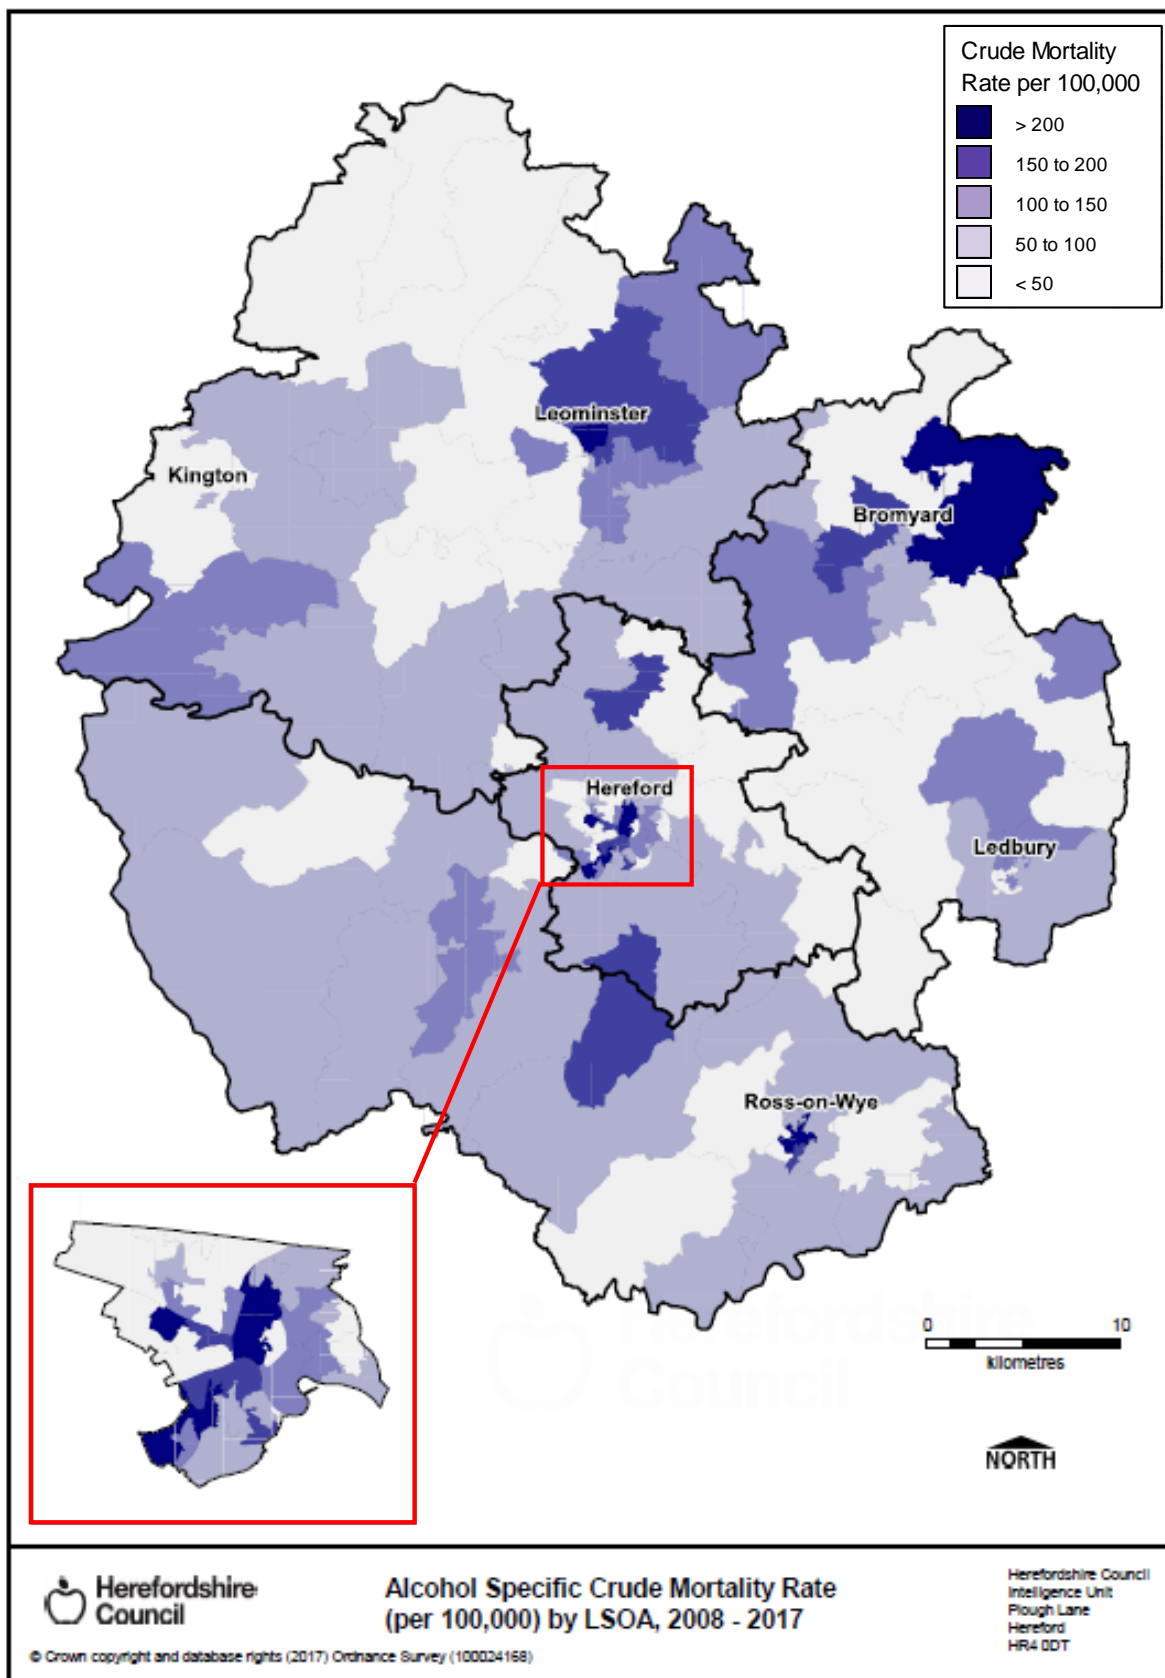 Crude Mortality
Rate per 100,000
> 200
150 to 200
100 to 150
50 to 100
< 50
Leominster
Kington
Bromyard
Hereford
Ledbury
Ross-on-Wye
Herefordshire
Council
0 10
kilometres
NORTH
Herefordshire
Council
Alcohol Specific Crude Mortality Rate
(per 100,000) by LSOA, 2008 - 2017
Herefordshire Council
Intelligence Unit
Plough Lane
Hereford
HR4 0DT
© Crown copyright and database rights (2017) Ordnance Survey (100024168)